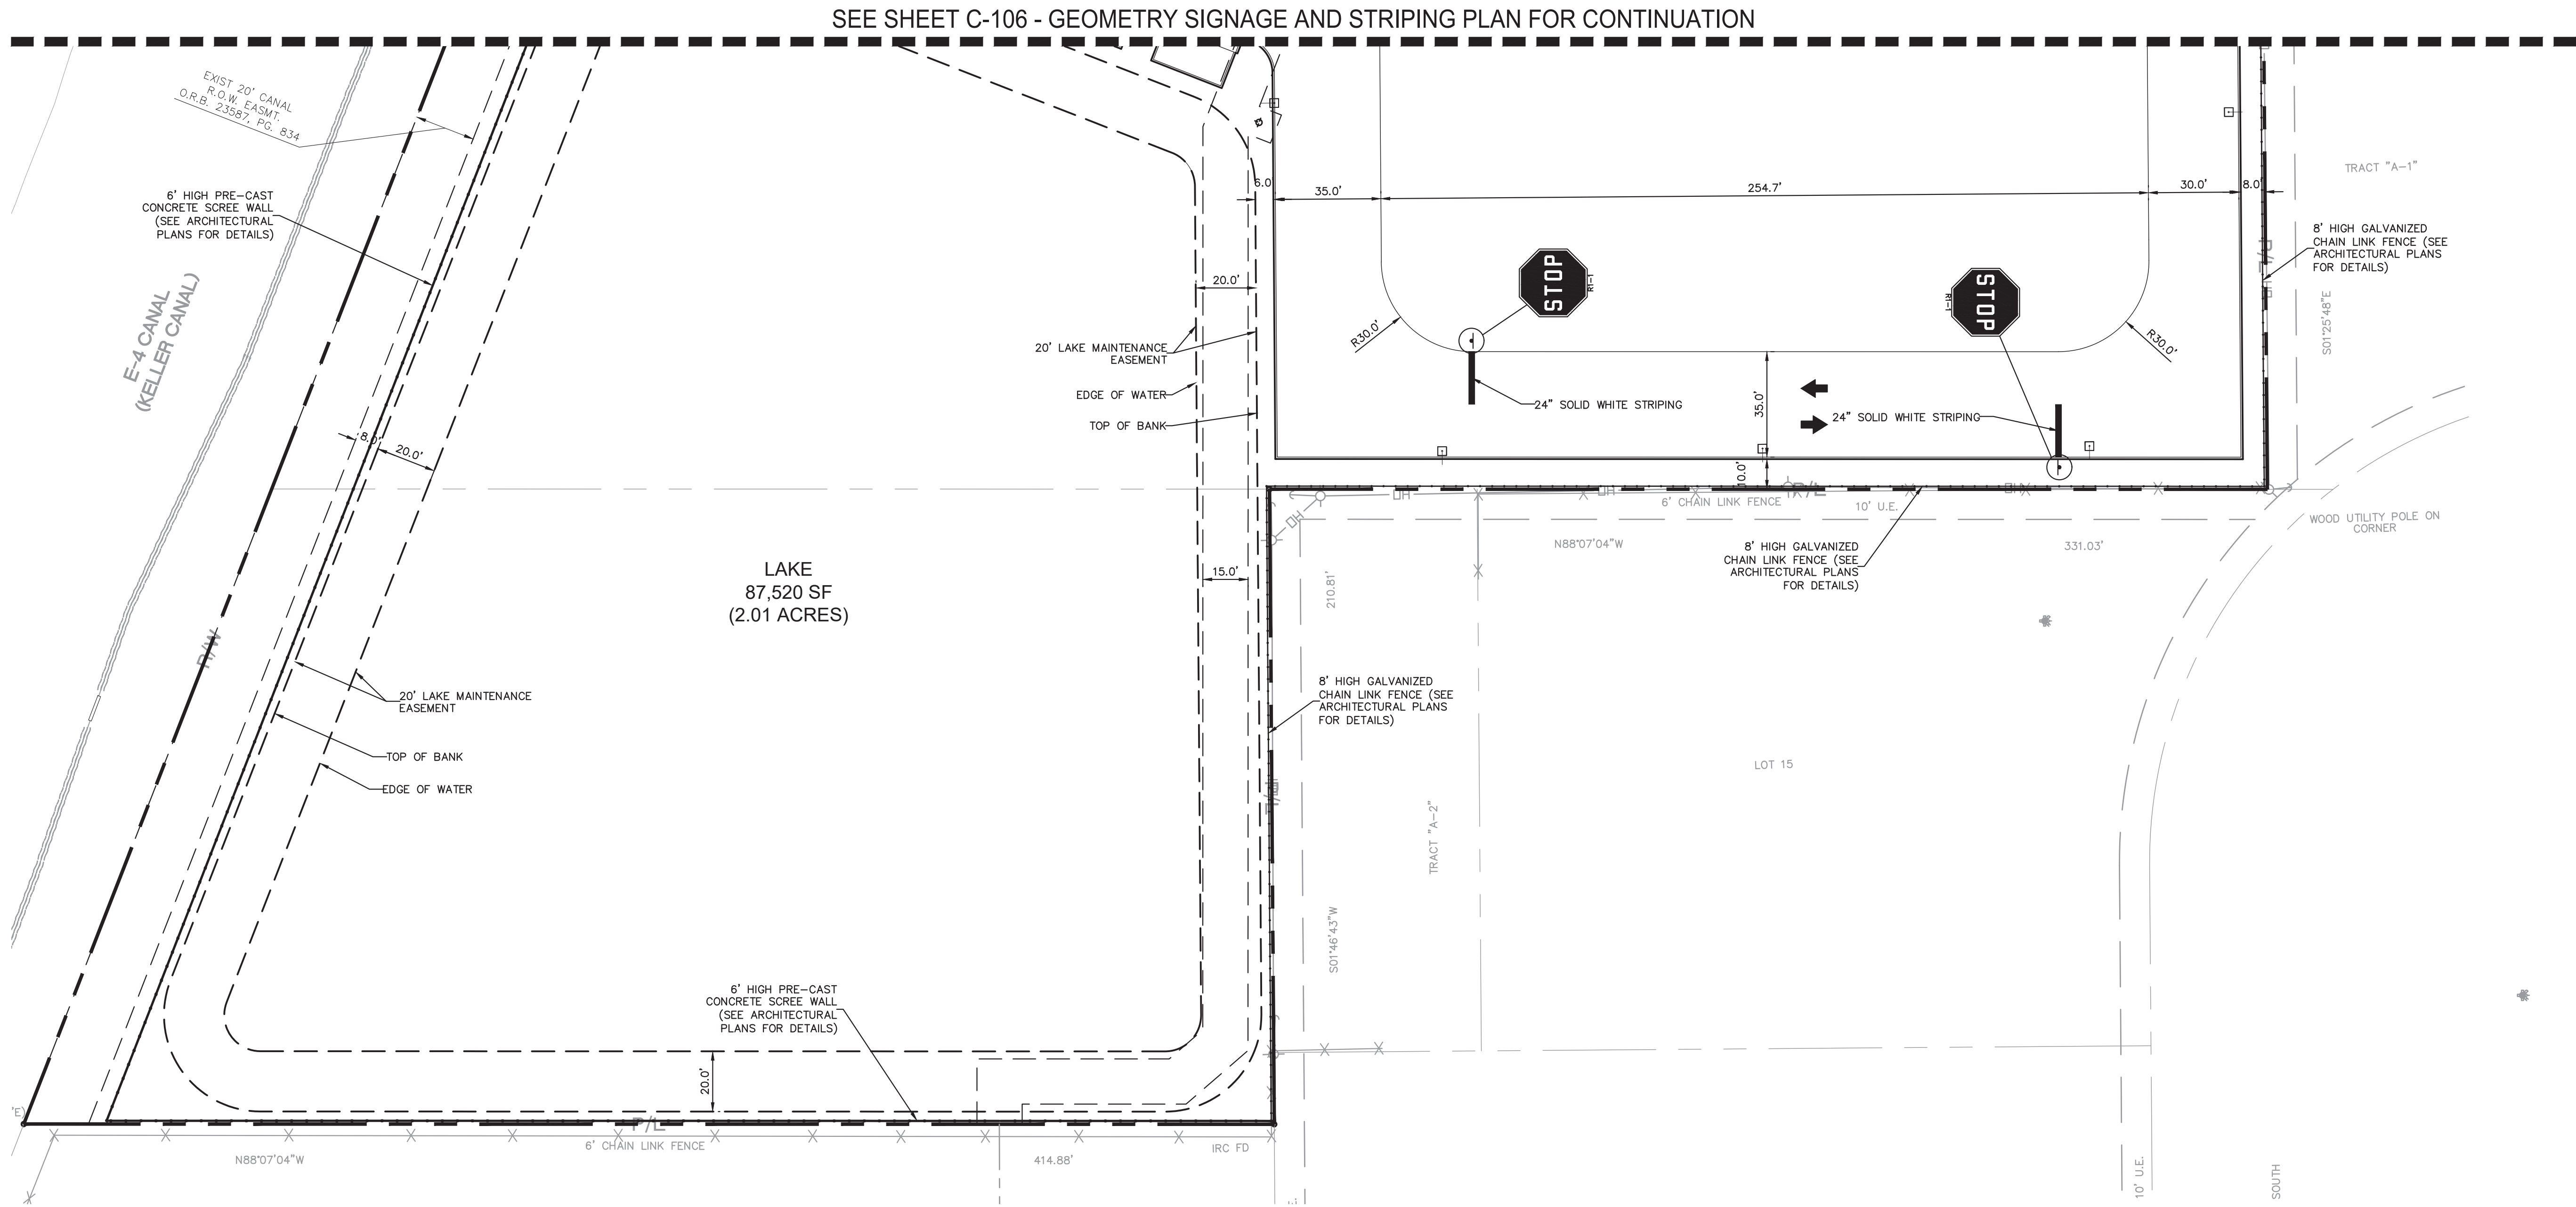 SEE SHEET C-106 - GEOMETRY SIGNAGE AND STRIPING PLAN FOR CONTINUATION
EXIST 20' CANAL
R.O.W. EASMT.
O.R.B. 23587, PG. 834
6' HIGH PRE-CAST
CONCRETE SCREE WALL
(SEE ARCHITECTURAL
PLANS FOR DETAILS)
E-4 CANAL
(KELLER CANAL)
6.0'
35.0'
254.7'
30.0'
8.0'
TRACT "A-1"
8' HIGH GALVANIZED
CHAIN LINK FENCE (SEE
ARCHITECTURAL PLANS
FOR DETAILS)
P/L
S01°25'48"E
STOP
R1-1
STOP
R1-1
20.0'
R30.0'
R30.0'
20' LAKE MAINTENANCE
EASEMENT
EDGE OF WATER
TOP OF BANK
24" SOLID WHITE STRIPING
35.0'
24" SOLID WHITE STRIPING
8.0'
20.0'
10.0'
OH
OH
P/L
OH
OH
6' CHAIN LINK FENCE
10' U.E.
WOOD UTILITY POLE ON
CORNER
N88°07'04"W
331.03'
8' HIGH GALVANIZED
CHAIN LINK FENCE (SEE
ARCHITECTURAL PLANS
FOR DETAILS)
LAKE
87,520 SF
(2.01 ACRES)
15.0'
210.81'
R/W
20' LAKE MAINTENANCE
EASEMENT
TOP OF BANK
EDGE OF WATER
8' HIGH GALVANIZED
CHAIN LINK FENCE (SEE
ARCHITECTURAL PLANS
FOR DETAILS)
LOT 15
P/L
TRACT "A-2"
S01°46'43"W
6' HIGH PRE-CAST
CONCRETE SCREE WALL
(SEE ARCHITECTURAL
PLANS FOR DETAILS)
20.0'
'E)
P/L
6' CHAIN LINK FENCE
IRC FD
N88°07'04"W
414.88'
10' U.E.
SOUTH